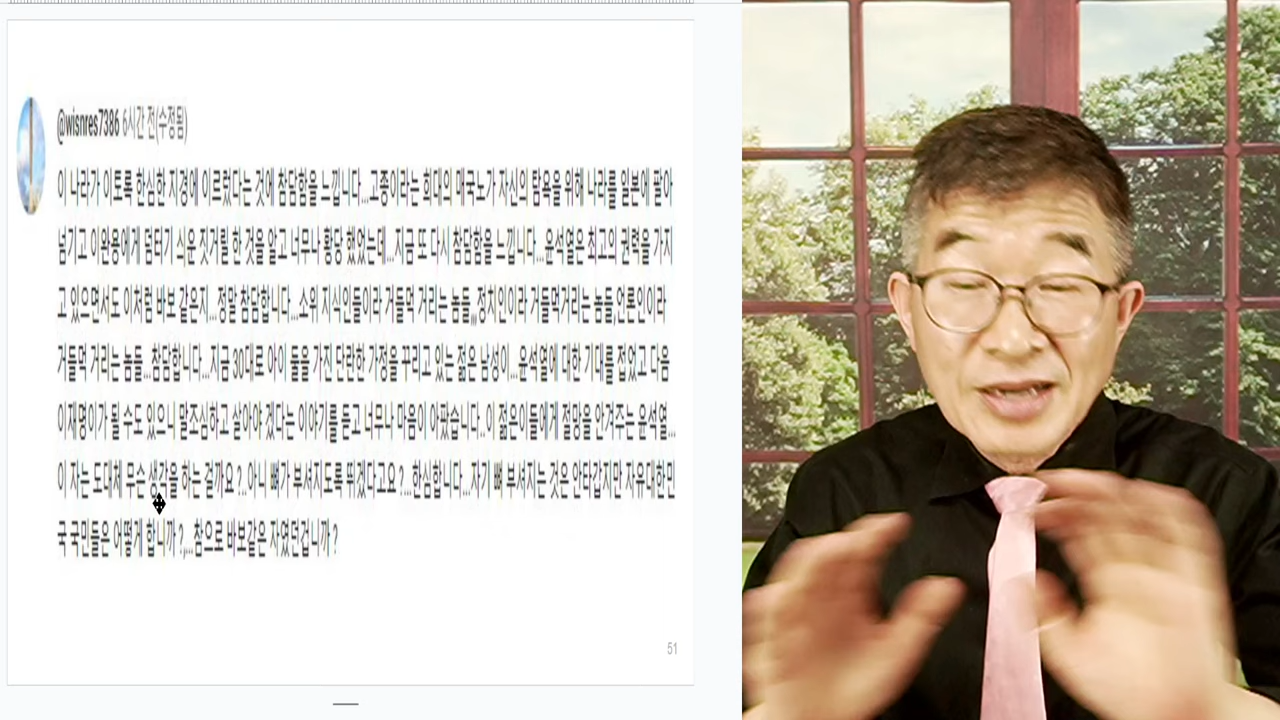 @wisnres7386 6시간 전(수정됨)
이 나라가 이토록 한심한 지경에 이르렀다는 것에 참담함을 느낍니다...고종이라는 희대의 매국노가 자신의 탐욕을 위해 나라를 일본에 팔아
넘기고 이완용에게 덤터기 씌운 짓거릴 한 것을 알고 너무나 황당 했었는데...지금 또 다시 참담함을 느낍니다...윤석열은 최고의 권력을 가지
고 있으면서도 이처럼 바보 같은지...정말 참담합니다...소위 지식인들이라 거들먹 거리는 놈들,,,정치인이라 거들먹거리는 놈들,언론인이라
거들먹 거리는 놈들...참담합니다...지금 30대로 아이 둘을 가진 단란한 가정을 꾸리고 있는 젊은 남성이...윤석열에 대한 기대를 접었고 다음
이재명이가 될 수도 있으니 말조심하고 살아야 겠다는 이야기를 듣고 너무나 마음이 아팠습니다..이 젊은이들에게 절망을 안겨주는 윤석열...
이 자는 도대체 무슨 생각을 하는 걸까요?..아니 뼈가 부셔지도록 뛰겠다고요?...한심합니다...자기 뼈 부셔지는 것은 안타깝지만 자유대한민
국 국민들은 어떻게 합니까?,...참으로 바보같은 자였던겁니까?
51